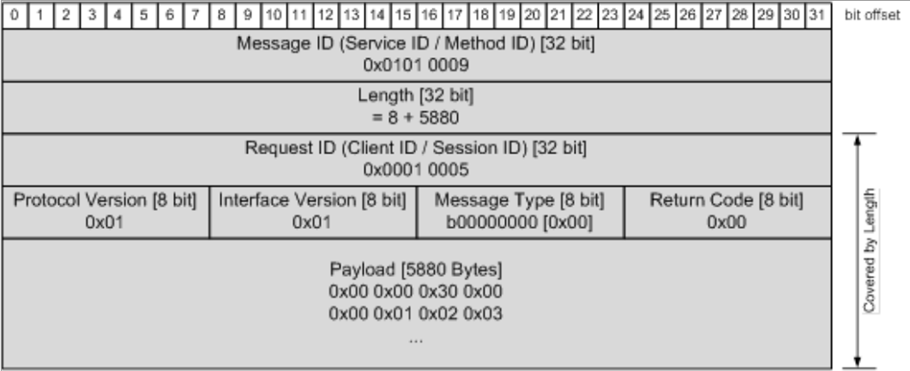 0 1 2 3 4 5 6 7 8 9 10 11 12 13 14 15 16 17 18 19 20 21 22 23 24 25 26 27 28 29 30 31 bit offset
Message ID (Service ID / Method ID) [32 bit]
0x0101 0009
Length [32 bit]
= 8 + 5880
Request ID (Client ID / Session ID) [32 bit]
0x0001 0005
Protocol Version [8 bit] Interface Version [8 bit] Message Type [8 bit] Return Code [8 bit]
0x01 0x01 b00000000 [0x00] 0x00
Payload [5880 Bytes]
0x00 0x00 0x30 0x00
0x00 0x01 0x02 0x03
...
Covered by Length